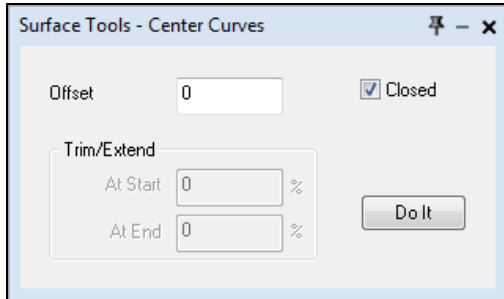 Surface Tools - Center Curves
Offset 0 Closed
Trim/Extend
At Start 0 %
At End 0 %
Do It